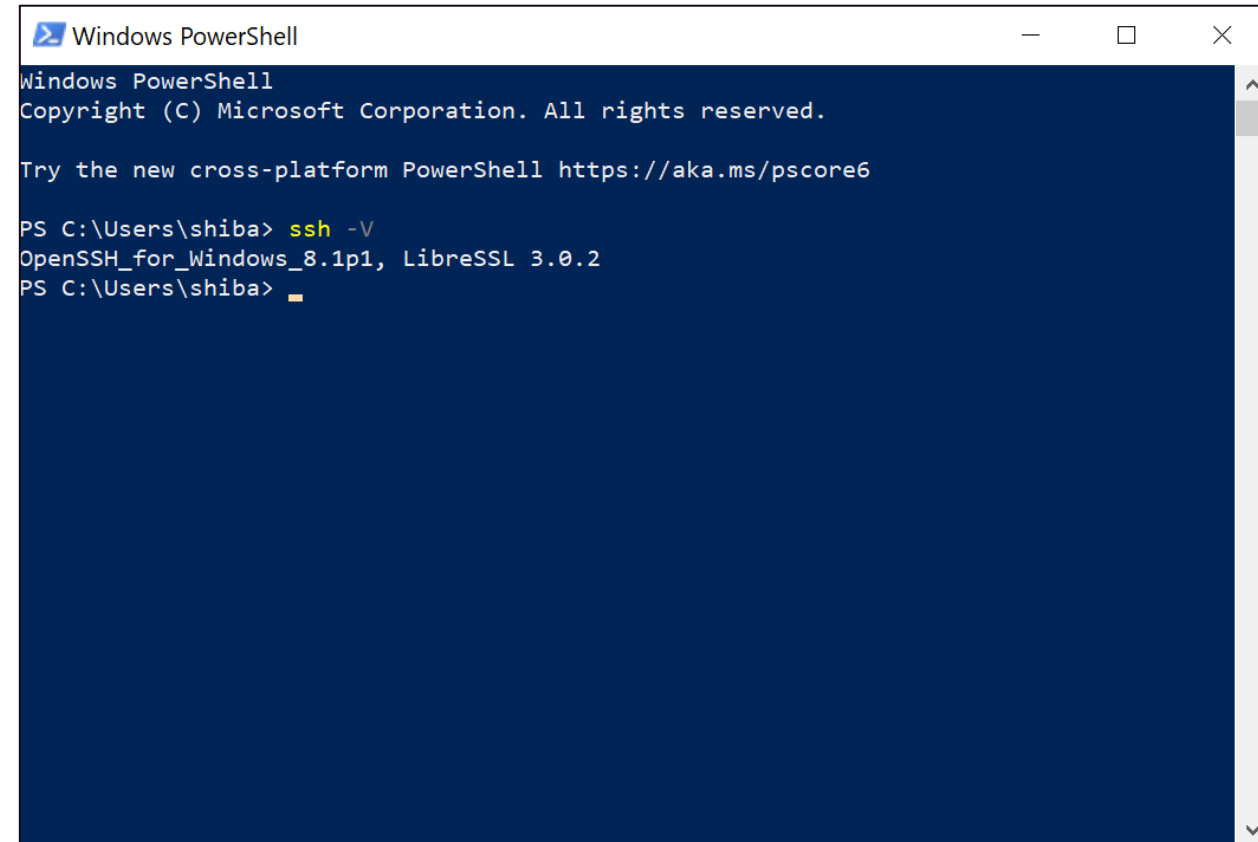 Windows PowerShell
Windows PowerShell
Copyright (C) Microsoft Corporation. All rights reserved.
Try the new cross-platform PowerShell https://aka.ms/pscore6
PS C:\Users\shiba> ssh -V
OpenSSH_for_Windows_8.1p1, LibreSSL 3.0.2
PS C:\Users\shiba>